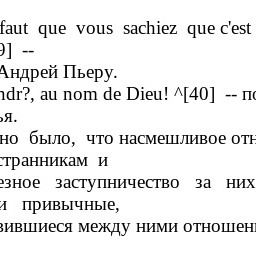 faut que vous sachiez que c'est
9] --
Андрей Пьеру.
ndr?, au nom de Dieu! ^[40] -- по
ья.
но было, что насмешливое отн
странникам и
езное заступничество за них
и привычные,
вившиеся между ними отношени